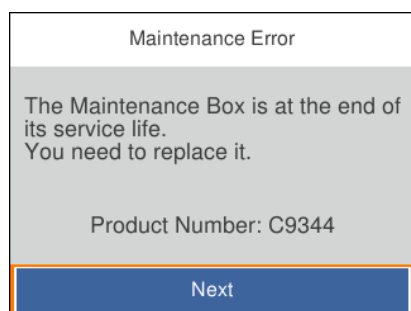 Maintenance Error
The Maintenance Box is at the end of
its service life.
You need to replace it.
Product Number: C9344
Next